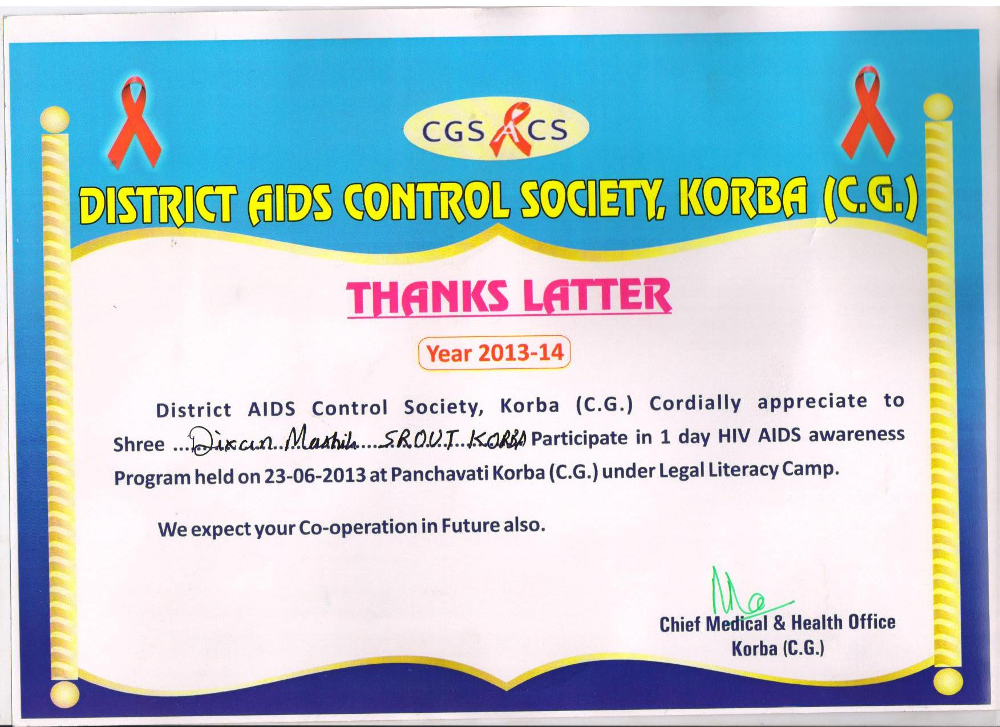 CGSACS
DISTRICT AIDS CONTROL SOCIETY, KORBA (C.G.)
THANKS LATTER
Year 2013-14
District AIDS Control Society, Korba (C.G.) Cordially appreciate to
Shree ...Dixan Mashih SROUT KORBA Participate in 1 day HIV AIDS awareness
Program held on 23-06-2013 at Panchavati Korba (C.G.) under Legal Literacy Camp.
We expect your Co-operation in Future also.
Chief Medical & Health Office
Korba (C.G.)